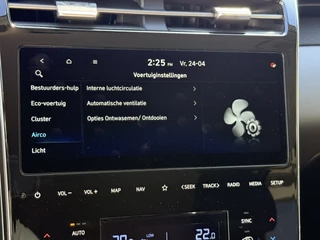 2:25 PM Vr, 24-04
Voertuiginstellingen
Bestuurders-hulp
Interne luchtcirculatie
Eco-voertuig
Automatische ventilatie
Cluster
Opties Ontwasemen/ Ontdooien
Airco
Licht
VOL − VOL + MAP NAV <SEEK TRACK> RADIO MEDIA SETUP
AUTO
LOW
22.0
SYNC